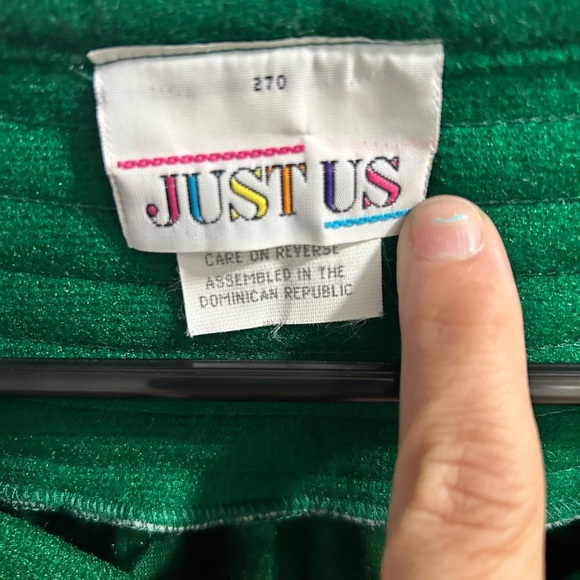 270
JUST US
CARE ON REVERSE
ASSEMBLED IN THE
DOMINICAN REPUBLIC